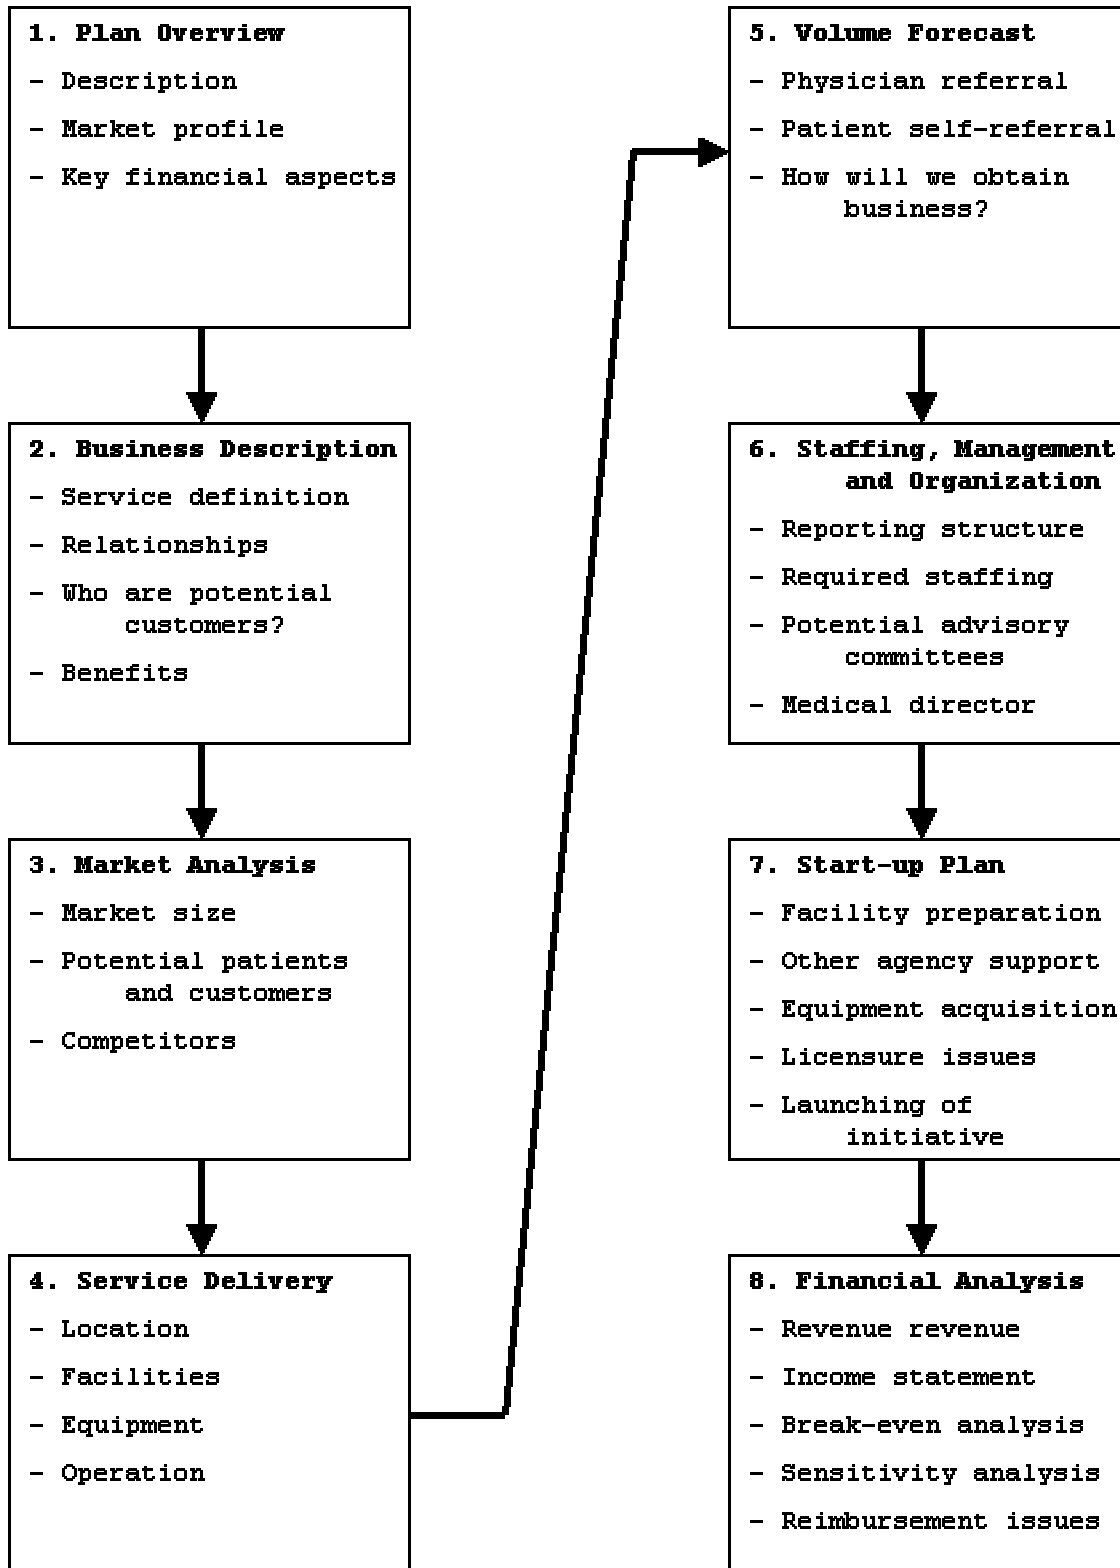 1. Plan Overview
- Description
- Market profile
- Key financial aspects
2. Business Description
- Service definition
- Relationships
- Who are potential
customers?
- Benefits
3. Market Analysis
- Market size
- Potential patients
and customers
- Competitors
4. Service Delivery
- Location
- Facilities
- Equipment
- Operation
5. Volume Forecast
- Physician referral
- Patient self-referral
- How will we obtain
business?
6. Staffing, Management
and Organization
- Reporting structure
- Required staffing
- Potential advisory
committees
- Medical director
7. Start-up Plan
- Facility preparation
- Other agency support
- Equipment acquisition
- Licensure issues
- Launching of
initiative
8. Financial Analysis
- Revenue revenue
- Income statement
- Break-even analysis
- Sensitivity analysis
- Reimbursement issues